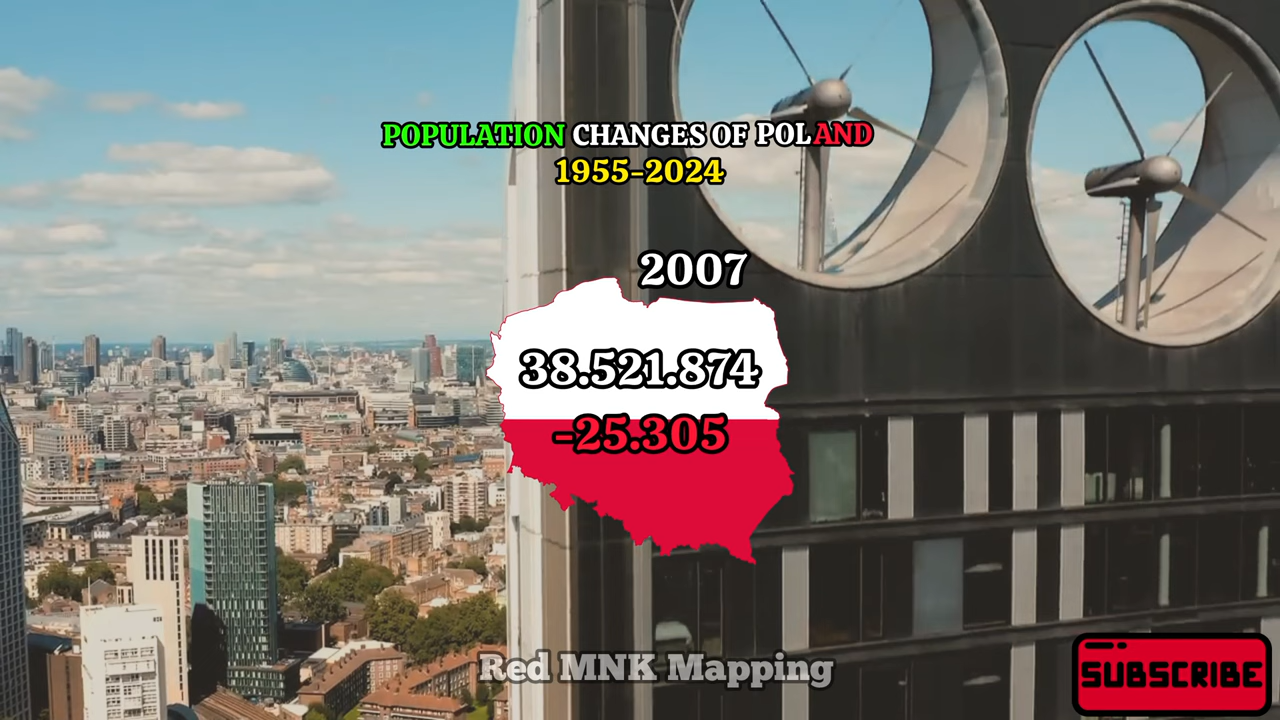 POPULATION CHANGES OF POLAND
1955-2024
2007
38.521.874
-25.305
Red MNK Mapping
SUBSCRIBE